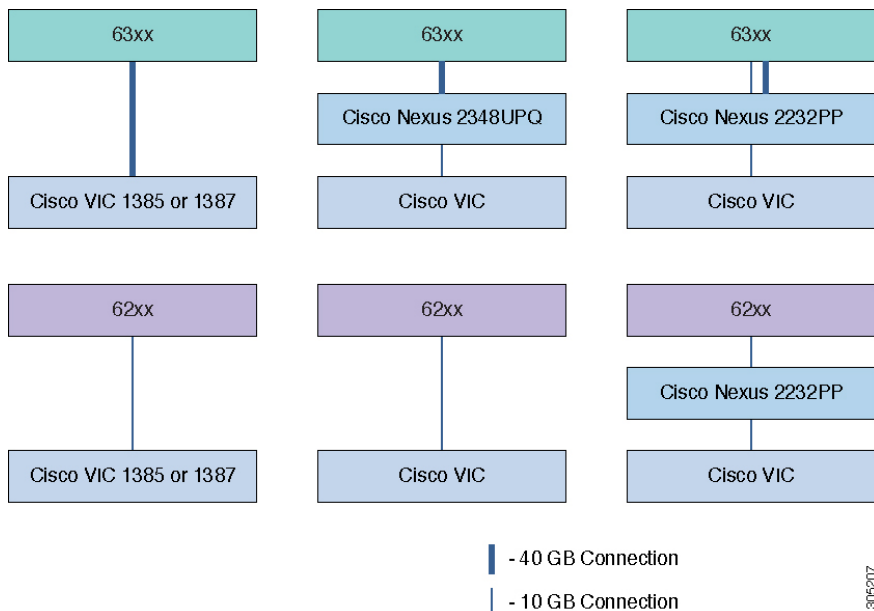 63xx
63xx
63xx
Cisco Nexus 2348UPQ
Cisco Nexus 2232PP
Cisco VIC 1385 or 1387
Cisco VIC
Cisco VIC
62xx
62xx
62xx
Cisco Nexus 2232PP
Cisco VIC 1385 or 1387
Cisco VIC
Cisco VIC
- 40 GB Connection
- 10 GB Connection
305207